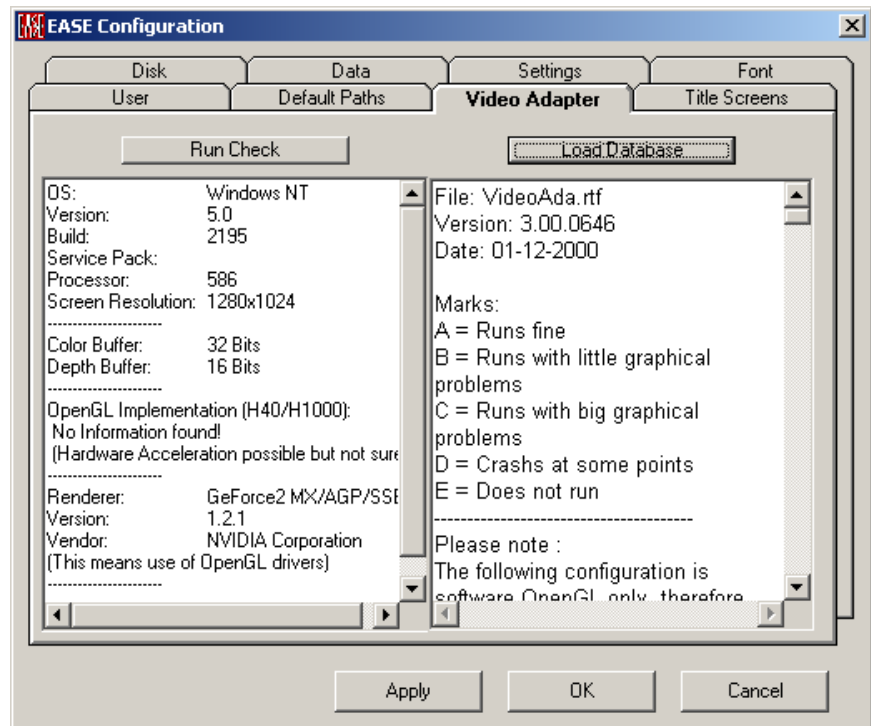 EASE Configuration
Disk Data Settings Font
User Default Paths Video Adapter Title Screens
Run Check
Load Database
OS: Windows NT
Version: 5.0
Build: 2195
Service Pack:
Processor: 586
Screen Resolution: 1280x1024
----------------------
Color Buffer: 32 Bits
Depth Buffer: 16 Bits
----------------------
OpenGL Implementation (H40/H1000):
No Information found!
(Hardware Acceleration possible but not sure
----------------------
Renderer: GeForce2 MX/AGP/SSE
Version: 1.2.1
Vendor: NVIDIA Corporation
(This means use of OpenGL drivers)
----------------------
File: VideoAda.rtf
Version: 3.00.0646
Date: 01-12-2000
Marks:
A = Runs fine
B = Runs with little graphical
problems
C = Runs with big graphical
problems
D = Crashs at some points
E = Does not run
-------------------------------------
Please note :
The following configuration is
software OpenGL only, therefore
Apply OK Cancel